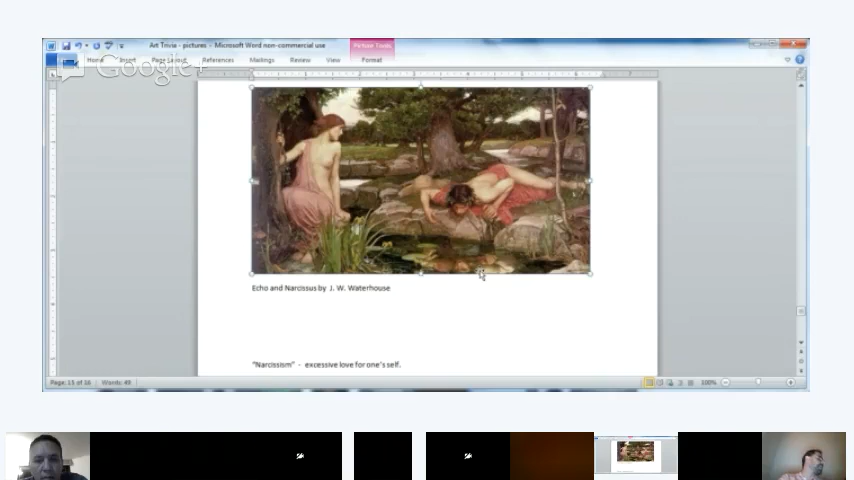 Art Trivia - pictures - Microsoft Word non-commercial use
Picture Tools
Home Insert Page Layout References Mailings Review View Format
Google+
Echo and Narcissus by J. W. Waterhouse
"Narcissism" - excessive love for one's self.
Page: 15 of 16 Words: 49
100%